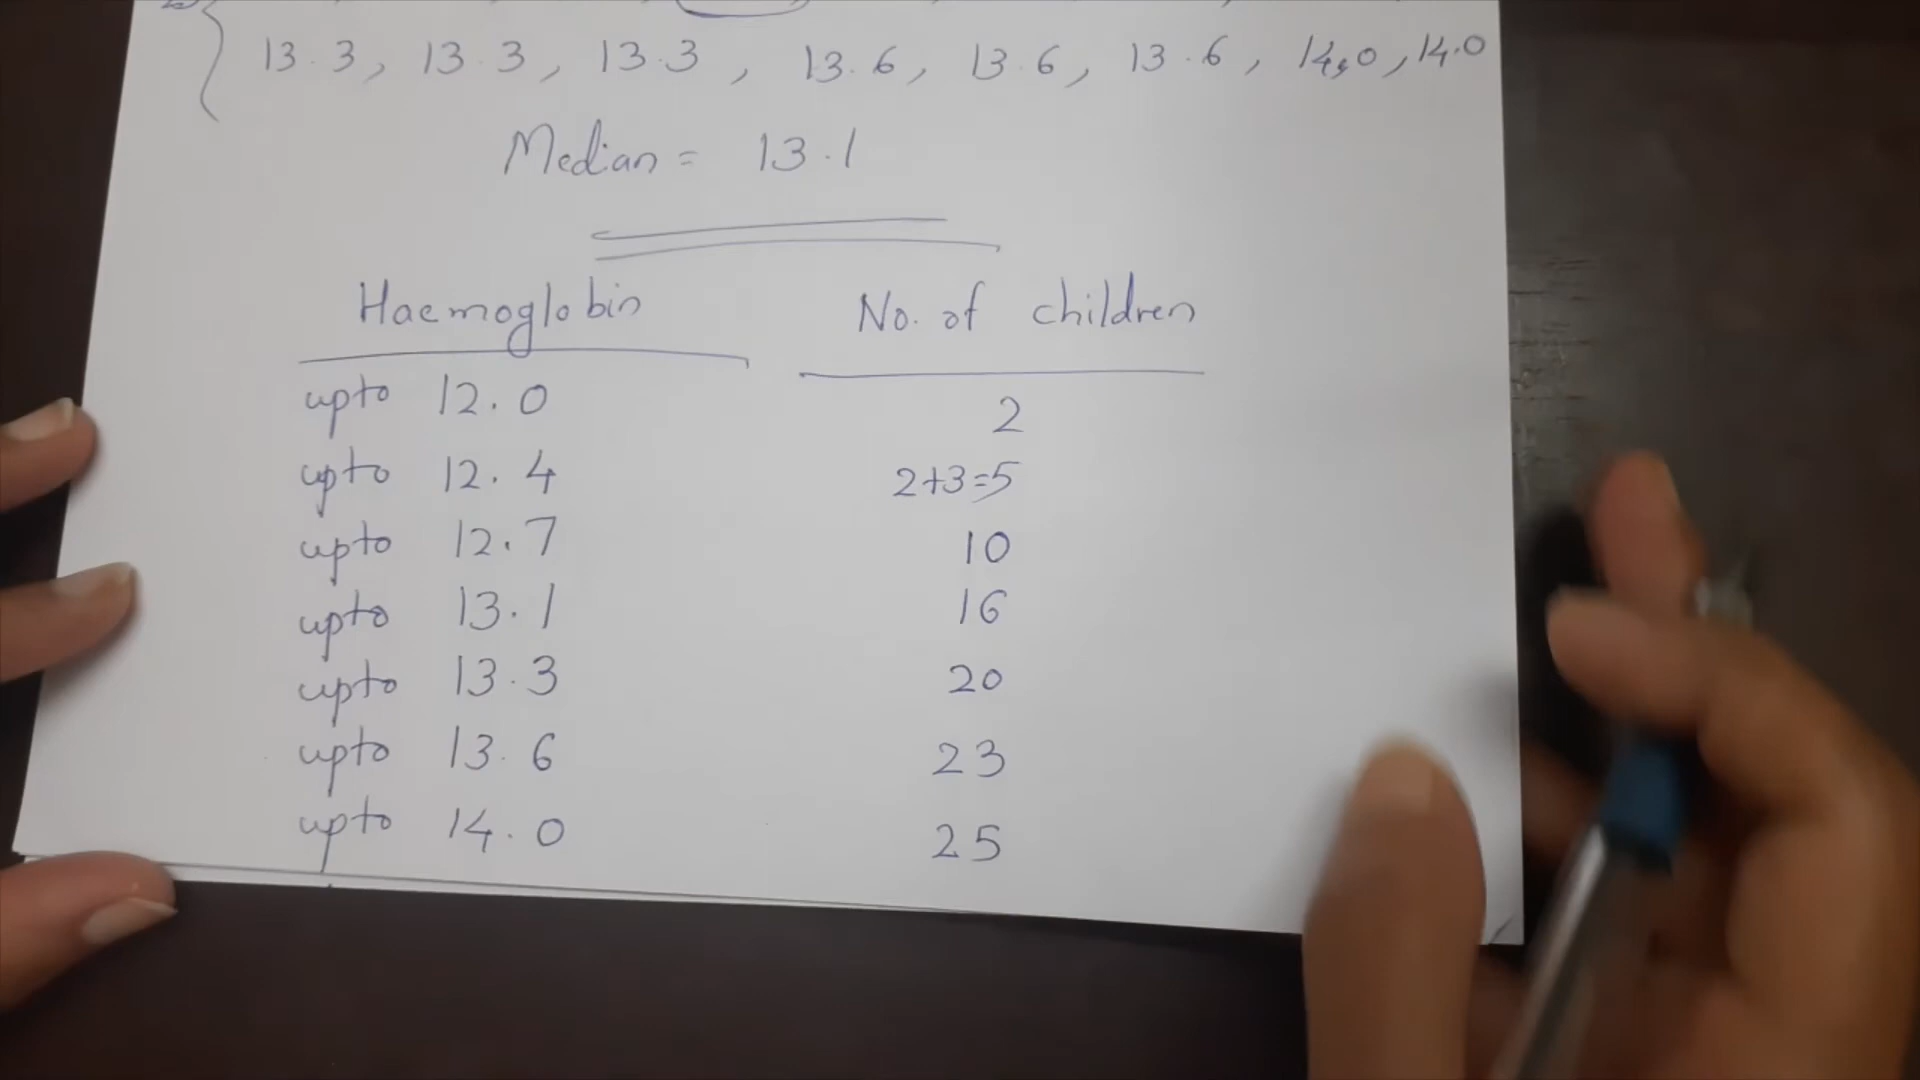 13.3, 13.3, 13.3, 13.6, 13.6, 13.6, 14.0, 14.0
Median = 13.1
Haemoglobin No. of children
upto 12.0 2
upto 12.4 2+3=5
upto 12.7 10
upto 13.1 16
upto 13.3 20
upto 13.6 23
upto 14.0 25